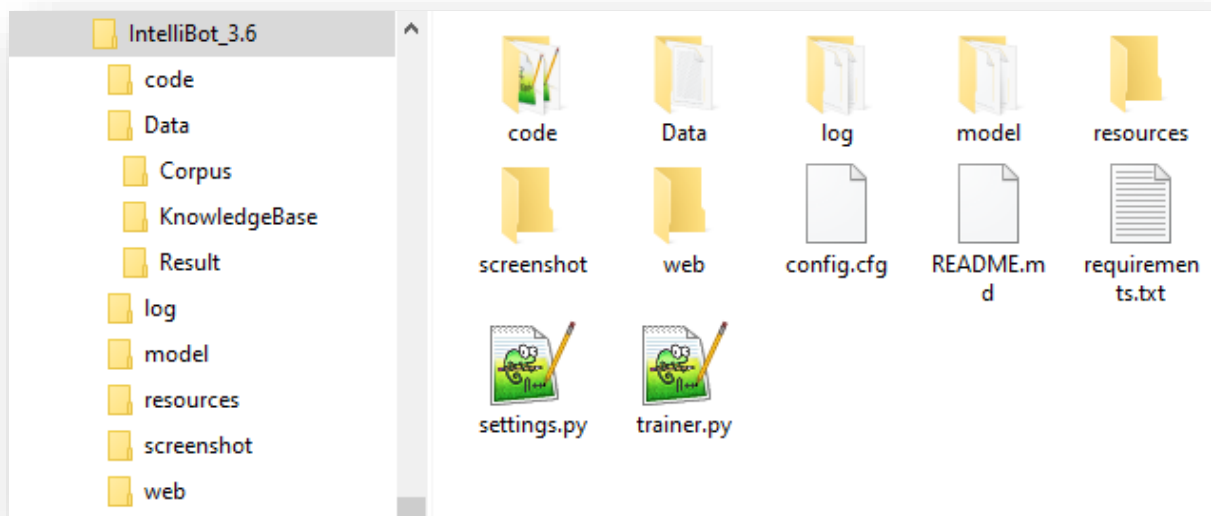 IntelliBot_3.6
code
Data
Corpus
KnowledgeBase
Result
log
model
resources
screenshot
web
code
Data
log
model
resources
screenshot
web
config.cfg
README.m
d
requiremen
ts.txt
settings.py
trainer.py